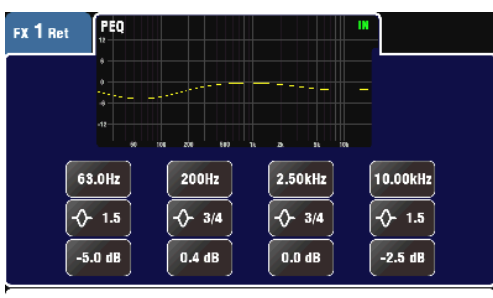 FX 1 Ret
PEQ
IN
12
6
0
-6
-12
60 100 200 500 1k 2k 5k 10k
63.0Hz 200Hz 2.50kHz 10.00kHz
1.5 3/4 3/4 1.5
-5.0 dB 0.4 dB 0.0 dB -2.5 dB